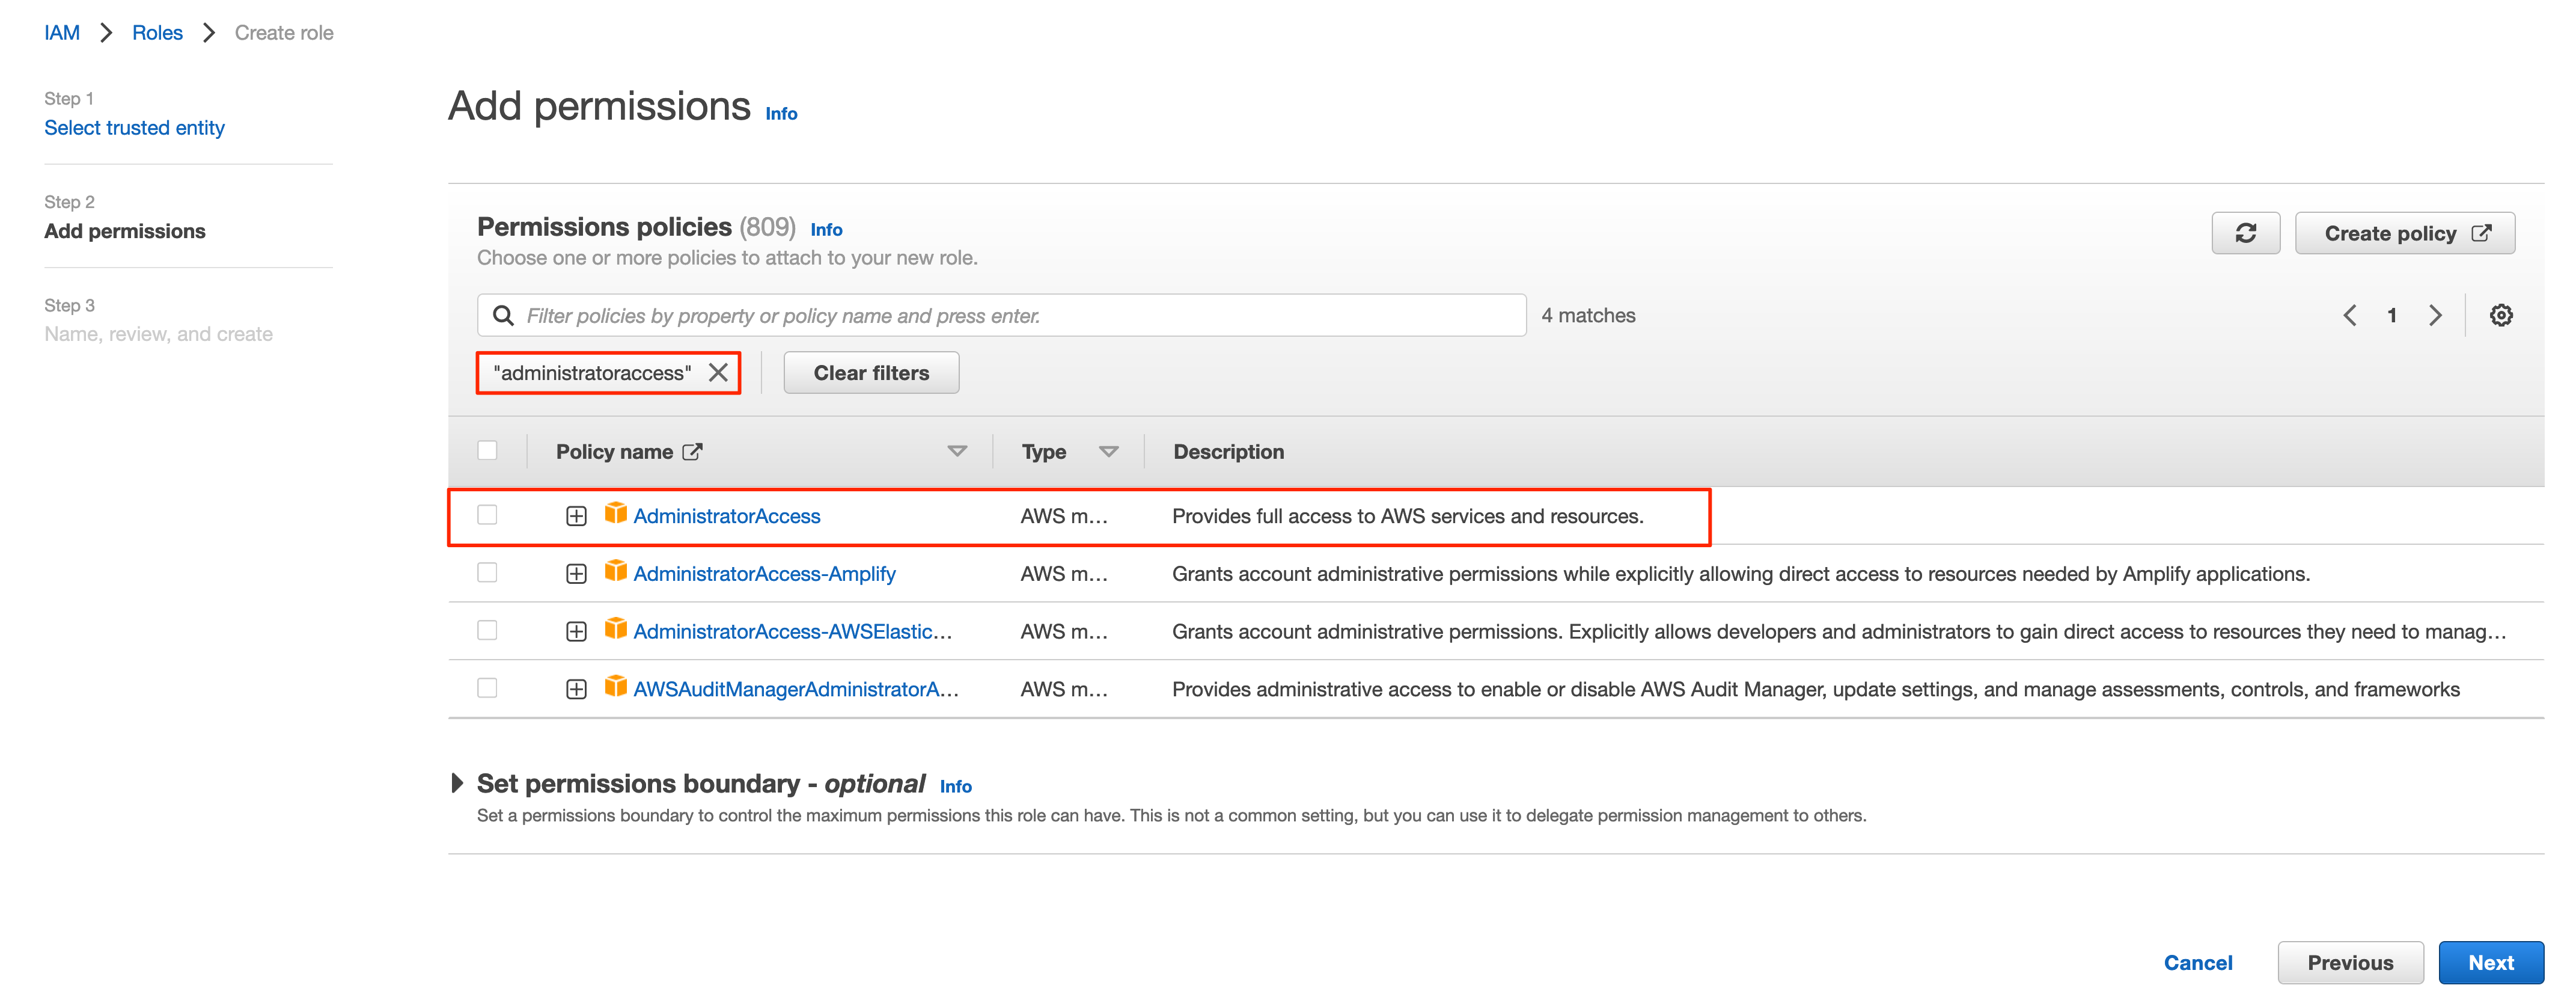 IAM > Roles > Create role
Step 1
Select trusted entity
Step 2
Add permissions
Step 3
Name, review, and create
Add permissions Info
Permissions policies (809) Info
Choose one or more policies to attach to your new role.
Create policy
Filter policies by property or policy name and press enter.
4 matches
1
"administratoraccess"
Clear filters
Policy name Type Description
AdministratorAccess AWS m... Provides full access to AWS services and resources.
AdministratorAccess-Amplify AWS m... Grants account administrative permissions while explicitly allowing direct access to resources needed by Amplify applications.
AdministratorAccess-AWSElastic... AWS m... Grants account administrative permissions. Explicitly allows developers and administrators to gain direct access to resources they need to manag...
AWSAuditManagerAdministratorA... AWS m... Provides administrative access to enable or disable AWS Audit Manager, update settings, and manage assessments, controls, and frameworks
Set permissions boundary - optional Info
Set a permissions boundary to control the maximum permissions this role can have. This is not a common setting, but you can use it to delegate permission management to others.
Cancel Previous Next